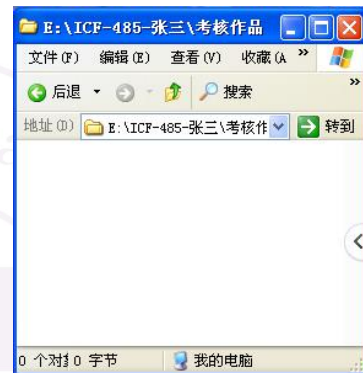 E:\ICF-485-张三\考核作品
文件(F) 编辑(E) 查看(V) 收藏(A »
后退 搜索 »
地址(D) E:\ICF-485-张三\考核作 转到
0 个对 0 字节 我的电脑